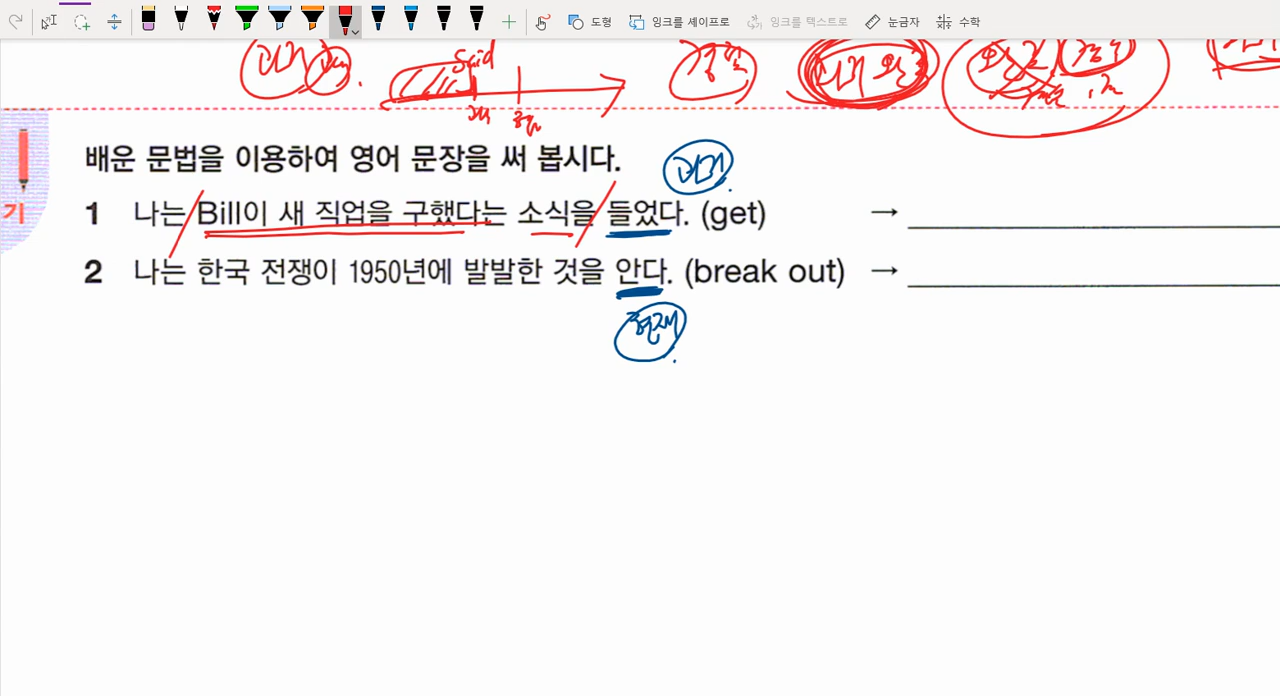 도형 잉크를 셰이프로 잉크를 텍스트로 눈금자 수학
said
경험
배운 문법을 이용하여 영어 문장을 써 봅시다.
과거
기 1 나는 Bill이 새 직업을 구했다는 소식을 들었다. (get) →
2 나는 한국 전쟁이 1950년에 발발한 것을 안다. (break out) →
현재